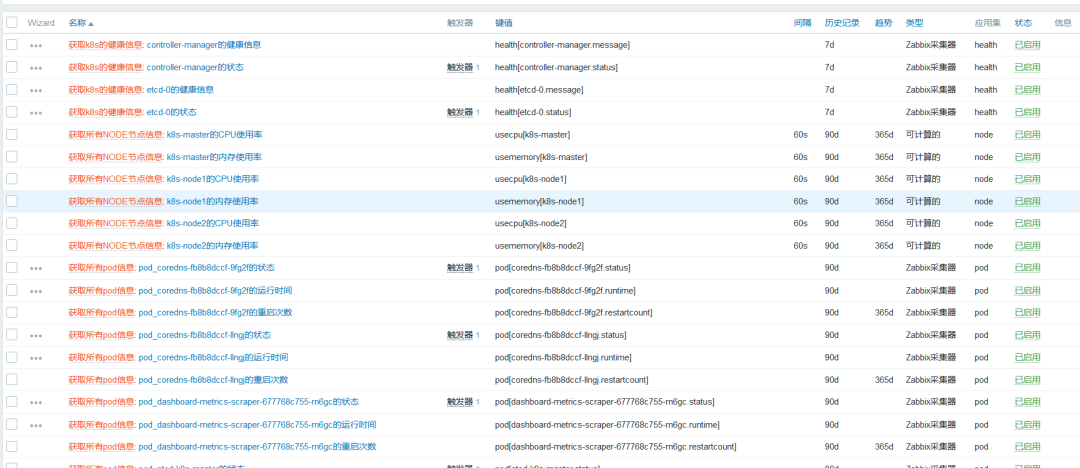 Wizard 名称 触发器 键值 间隔 历史记录 趋势 类型 应用集 状态 信息
获取k8s的健康信息: controller-manager的健康信息 health[controller-manager.message] 7d Zabbix采集器 health 已启用
获取k8s的健康信息: controller-manager的状态 触发器 1 health[controller-manager.status] 7d Zabbix采集器 health 已启用
获取k8s的健康信息: etcd-0的健康信息 health[etcd-0.message] 7d Zabbix采集器 health 已启用
获取k8s的健康信息: etcd-0的状态 触发器 1 health[etcd-0.status] 7d Zabbix采集器 health 已启用
获取所有NODE节点信息: k8s-master的CPU使用率 usecpu[k8s-master] 60s 90d 365d 可计算的 node 已启用
获取所有NODE节点信息: k8s-master的内存使用率 usememory[k8s-master] 60s 90d 365d 可计算的 node 已启用
获取所有NODE节点信息: k8s-node1的CPU使用率 usecpu[k8s-node1] 60s 90d 365d 可计算的 node 已启用
获取所有NODE节点信息: k8s-node1的内存使用率 usememory[k8s-node1] 60s 90d 365d 可计算的 node 已启用
获取所有NODE节点信息: k8s-node2的CPU使用率 usecpu[k8s-node2] 60s 90d 365d 可计算的 node 已启用
获取所有NODE节点信息: k8s-node2的内存使用率 usememory[k8s-node2] 60s 90d 365d 可计算的 node 已启用
获取所有pod信息: pod_coredns-fb8b8dccf-9fg2f的状态 触发器 1 pod[coredns-fb8b8dccf-9fg2f.status] 90d Zabbix采集器 pod 已启用
获取所有pod信息: pod_coredns-fb8b8dccf-9fg2f的运行时间 pod[coredns-fb8b8dccf-9fg2f.runtime] 90d Zabbix采集器 pod 已启用
获取所有pod信息: pod_coredns-fb8b8dccf-9fg2f的重启次数 pod[coredns-fb8b8dccf-9fg2f.restartcount] 90d 365d Zabbix采集器 pod 已启用
获取所有pod信息: pod_coredns-fb8b8dccf-llngj的状态 触发器 1 pod[coredns-fb8b8dccf-llngj.status] 90d Zabbix采集器 pod 已启用
获取所有pod信息: pod_coredns-fb8b8dccf-llngj的运行时间 pod[coredns-fb8b8dccf-llngj.runtime] 90d Zabbix采集器 pod 已启用
获取所有pod信息: pod_coredns-fb8b8dccf-llngj的重启次数 pod[coredns-fb8b8dccf-llngj.restartcount] 90d 365d Zabbix采集器 pod 已启用
获取所有pod信息: pod_dashboard-metrics-scraper-677768c755-rn6gc的状态 触发器 1 pod[dashboard-metrics-scraper-677768c755-rn6gc.status] 90d Zabbix采集器 pod 已启用
获取所有pod信息: pod_dashboard-metrics-scraper-677768c755-rn6gc的运行时间 pod[dashboard-metrics-scraper-677768c755-rn6gc.runtime] 90d Zabbix采集器 pod 已启用
获取所有pod信息: pod_dashboard-metrics-scraper-677768c755-rn6gc的重启次数 pod[dashboard-metrics-scraper-677768c755-rn6gc.restartcount] 90d 365d Zabbix采集器 pod 已启用